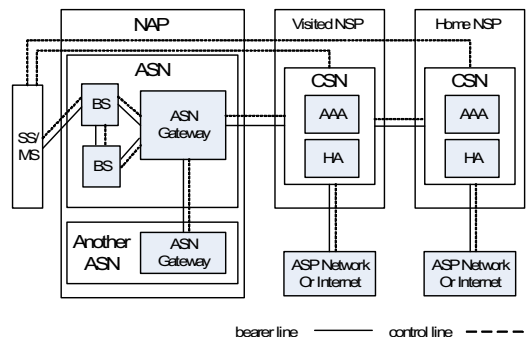 NAP
Visited NSP
Home NSP
ASN
CSN
CSN
BS
ASN
Gateway
AAA
AAA
SS/
MS
BS
HA
HA
Another
ASN
ASN
Gateway
ASP Network
Or Internet
ASP Network
Or Internet
bearer line
control line